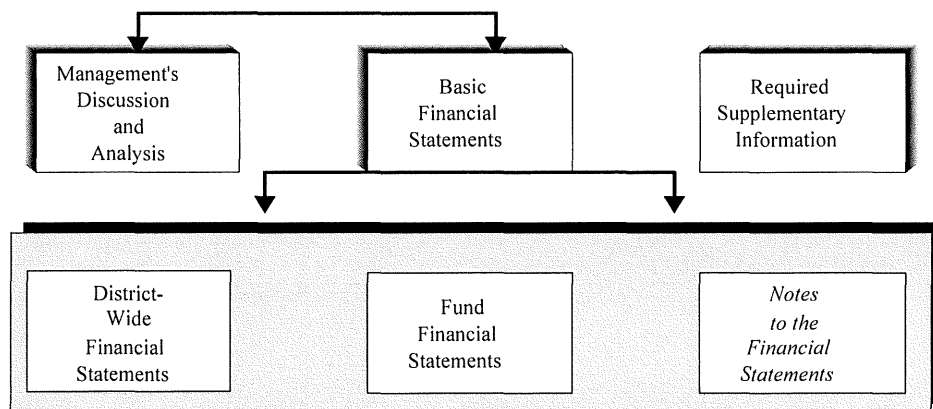 Management's
Discussion
and
Analysis
Basic
Financial
Statements
Required
Supplementary
Information
District-
Wide
Financial
Statements
Fund
Financial
Statements
Notes
to the
Financial
Statements